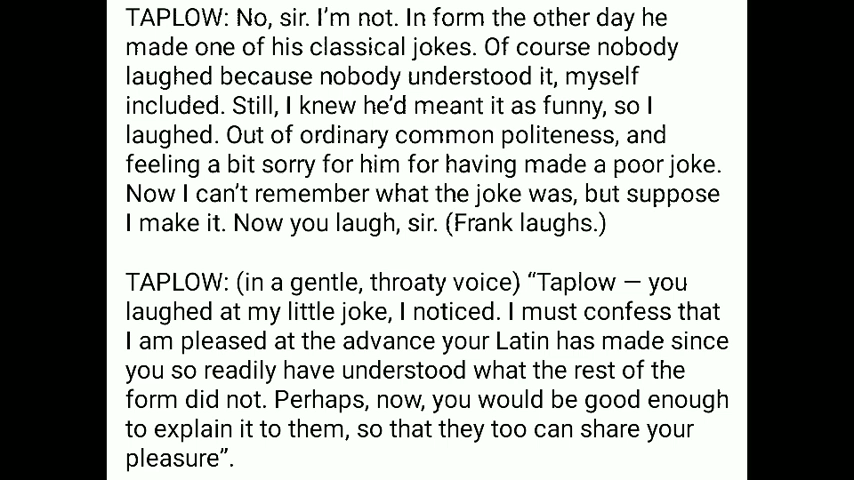 TAPLOW: No, sir. I’m not. In form the other day he
made one of his classical jokes. Of course nobody
laughed because nobody understood it, myself
included. Still, I knew he’d meant it as funny, so I
laughed. Out of ordinary common politeness, and
feeling a bit sorry for him for having made a poor joke.
Now I can’t remember what the joke was, but suppose
I make it. Now you laugh, sir. (Frank laughs.)
TAPLOW: (in a gentle, throaty voice) “Taplow — you
laughed at my little joke, I noticed. I must confess that
I am pleased at the advance your Latin has made since
you so readily have understood what the rest of the
form did not. Perhaps, now, you would be good enough
to explain it to them, so that they too can share your
pleasure”.